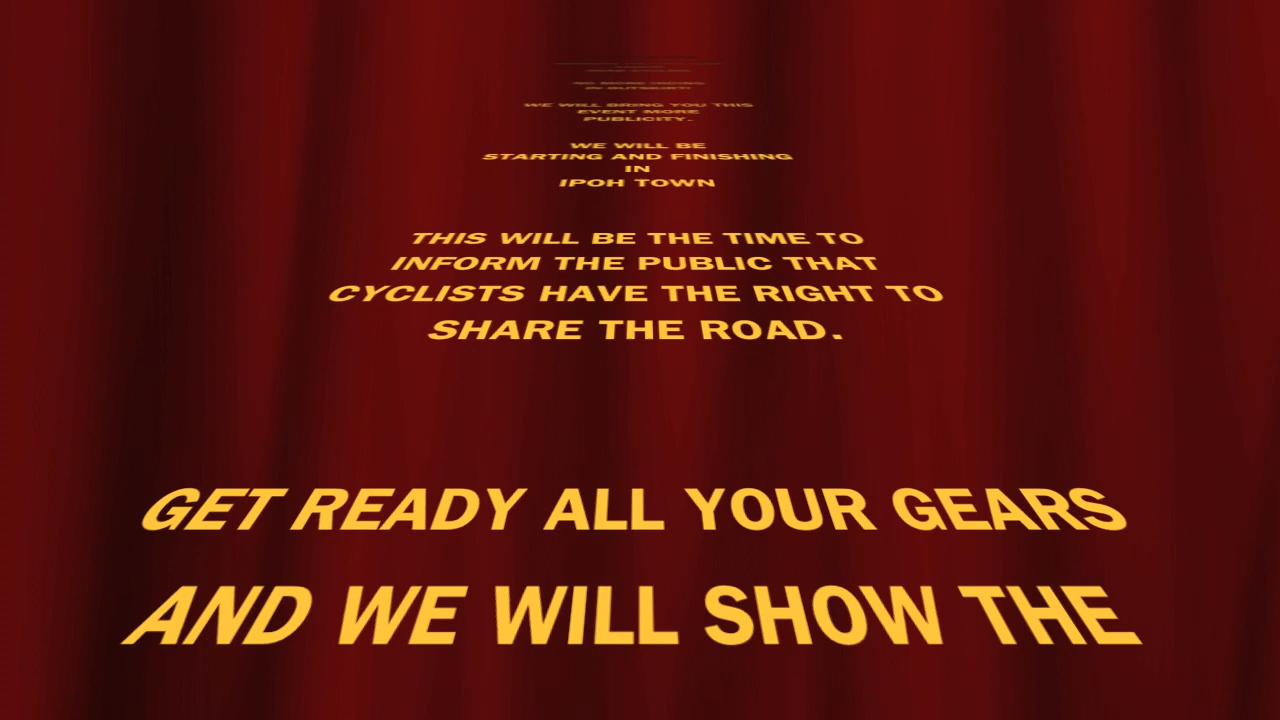 WE WILL BRING YOU THIS
EVENT MORE
PUBLICITY.
WE WILL BE
STARTING AND FINISHING
IN
IPOH TOWN
THIS WILL BE THE TIME TO
INFORM THE PUBLIC THAT
CYCLISTS HAVE THE RIGHT TO
SHARE THE ROAD.
GET READY ALL YOUR GEARS
AND WE WILL SHOW THE